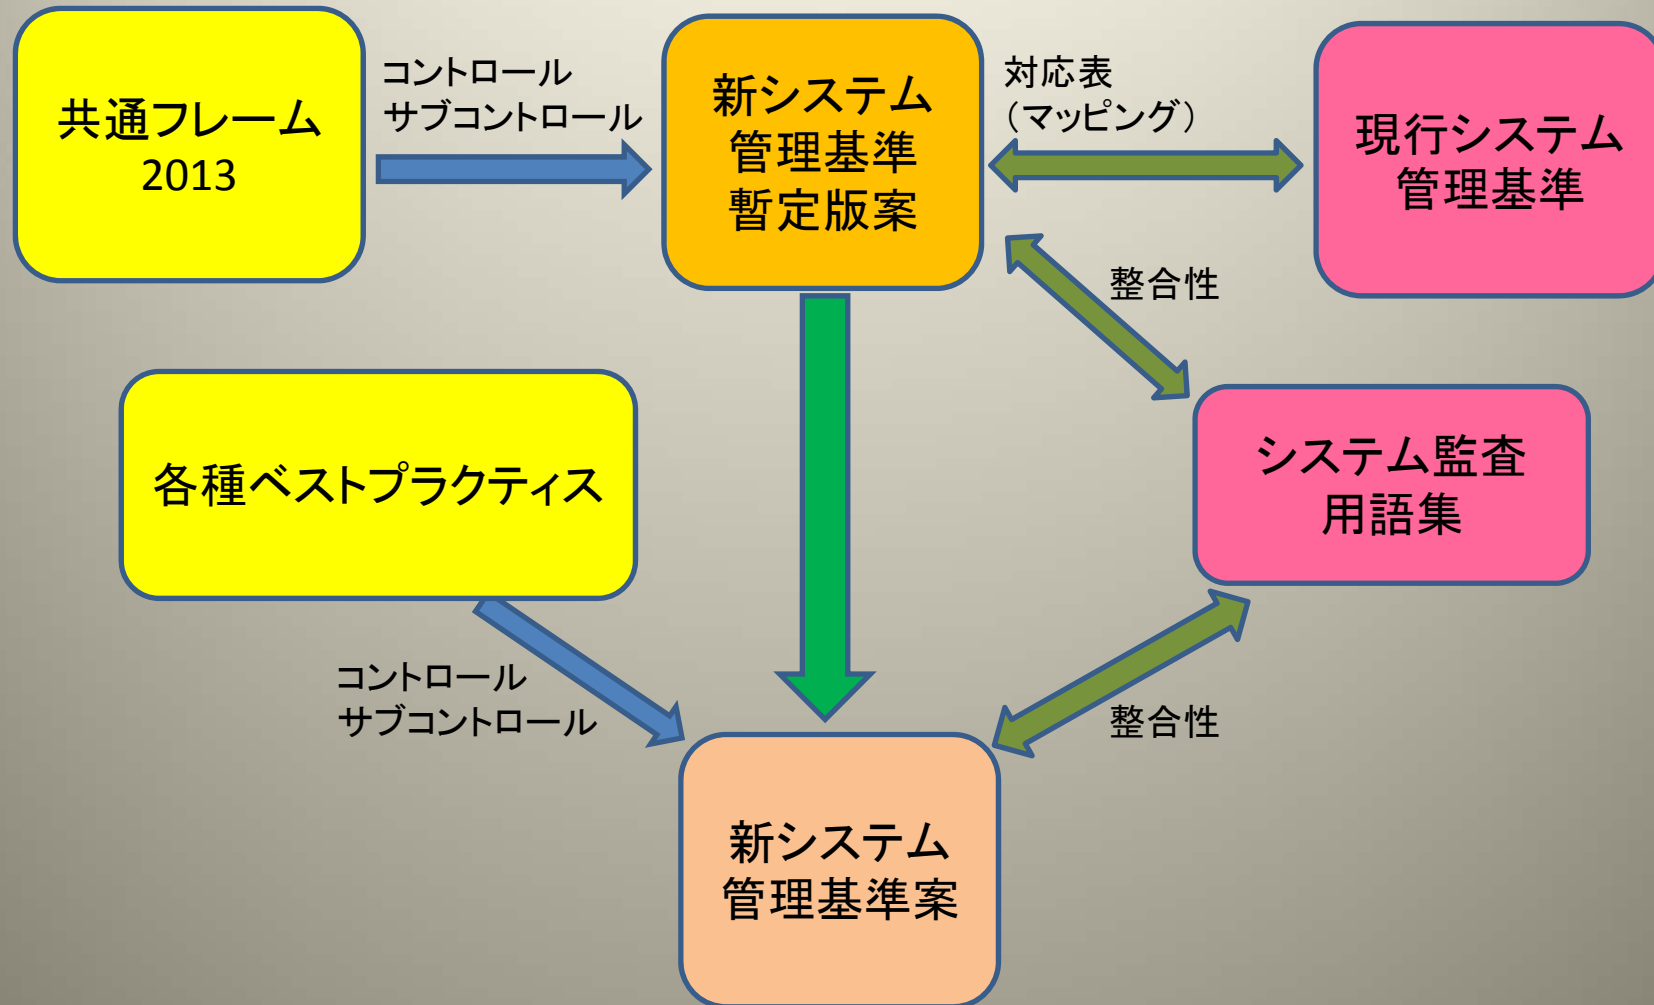 共通フレーム
2013
コントロール
サブコントロール
新システム
管理基準
暫定版案
対応表
（マッピング）
現行システム
管理基準
整合性
各種ベストプラクティス
システム監査
用語集
コントロール
サブコントロール
整合性
新システム
管理基準案